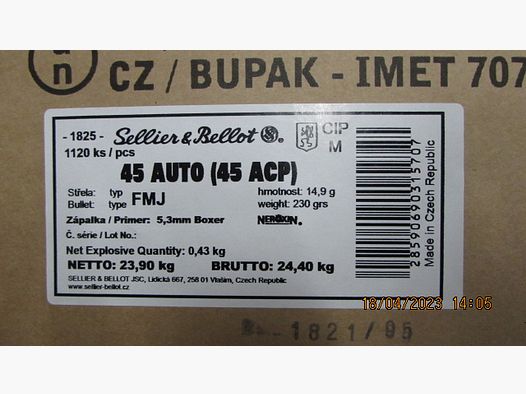 un
CZ / BUPAK - IMET 707
- 1825 - Sellier & Bellot S&B CIP
1120 ks / pcs M
45 AUTO (45 ACP)
Střela: typ FMJ hmotnost: 14,9 g
Bullet: type weight: 230 grs
Zápalka / Primer: 5,3mm Boxer NEROXIN.
Č. série / Lot No.:
Net Explosive Quantity: 0,43 kg
NETTO: 23,90 kg BRUTTO: 24,40 kg
SELLIER & BELLOT JSC, Lidická 667, 258 01 Vlašim, Czech Republic
www.sellier-bellot.cz
28590690315707
Made in Czech Republic
18/04/2023 14:05
-1821/95